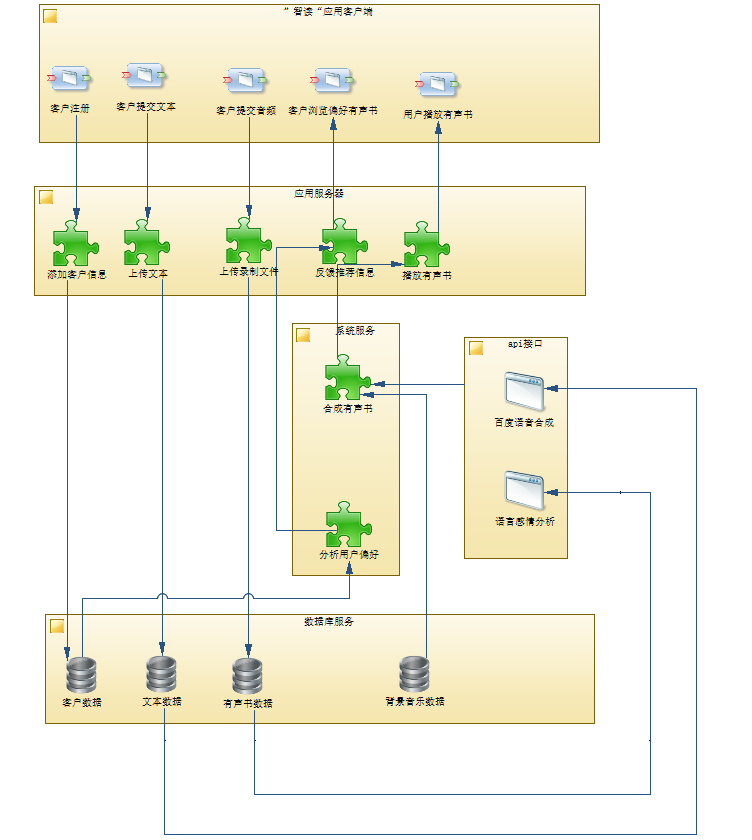 ”智读“应用客户端
客户注册
客户提交文本
客户提交音频
客户浏览偏好有声书
用户播放有声书
应用服务器
添加客户信息
上传文本
上传录制文件
反馈推荐信息
播放有声书
系统服务
api接口
合成有声书
百度语音合成
分析用户偏好
语言感情分析
数据库服务
客户数据
文本数据
有声书数据
背景音乐数据